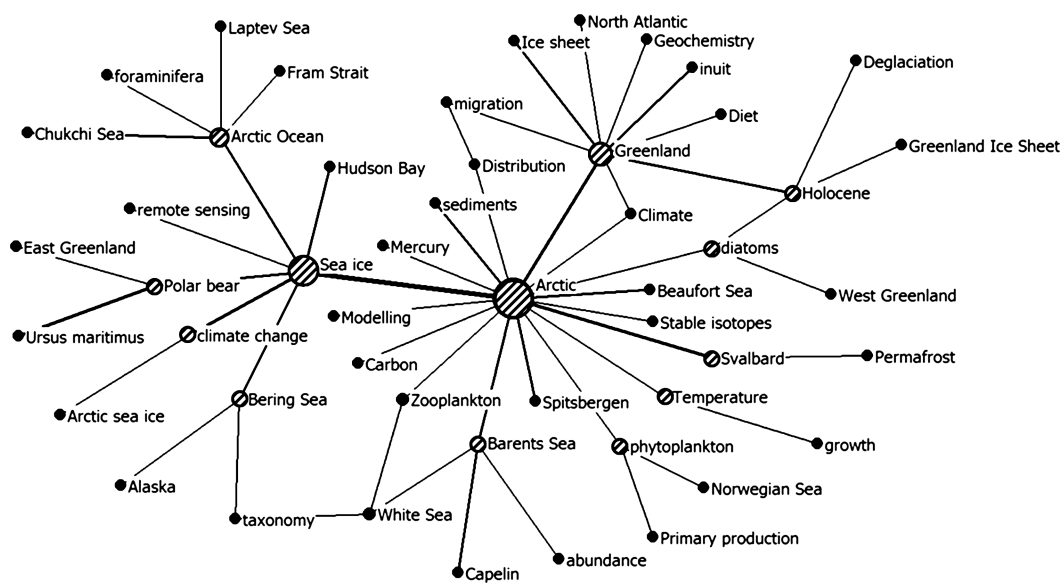 North Atlantic
Laptev Sea
Ice sheet
Geochemistry
Deglaciation
foraminifera
Fram Strait
inuit
migration
Diet
Chukchi Sea
Arctic Ocean
Greenland
Greenland Ice Sheet
Hudson Bay
Distribution
Holocene
remote sensing
sediments
Climate
East Greenland
Mercury
diatoms
Sea ice
Polar bear
Arctic
Beaufort Sea
West Greenland
Modelling
Stable isotopes
Ursus maritimus
climate change
Svalbard
Permafrost
Carbon
Bering Sea
Zooplankton
Spitsbergen
Temperature
Arctic sea ice
Barents Sea
phytoplankton
growth
Alaska
Norwegian Sea
taxonomy
White Sea
Primary production
abundance
Capelin